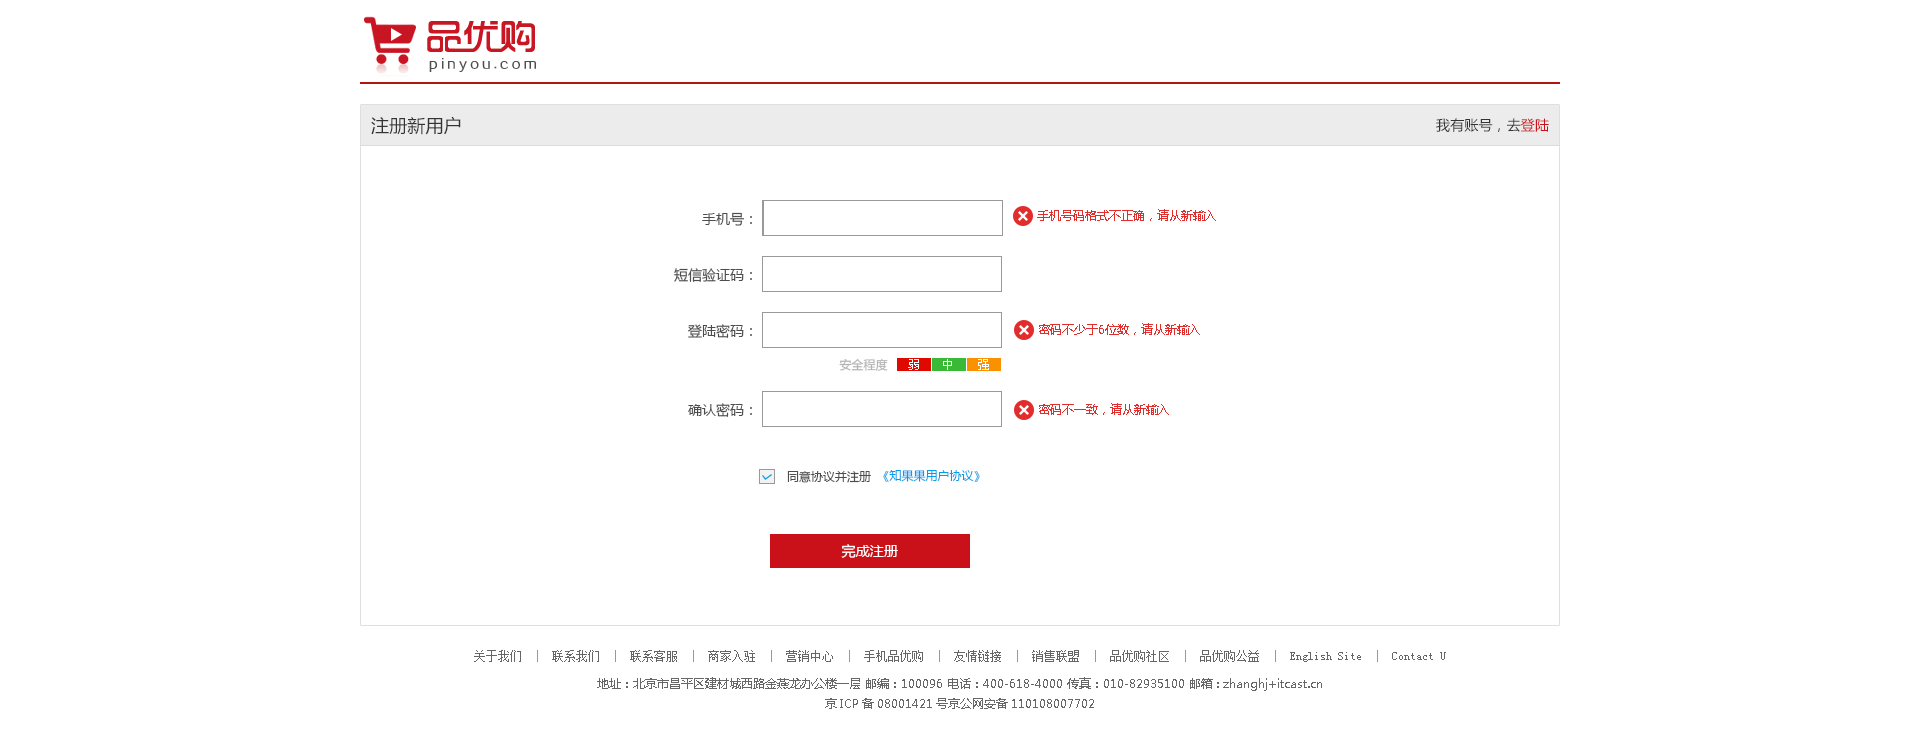 品优购
pinyou.com
注册新用户 我有账号，去登陆
手机号： 手机号码格式不正确，请从新输入
短信验证码：
登陆密码： 密码不少于6位数，请从新输入
安全程度 弱 中 强
确认密码： 密码不一致，请从新输入
同意协议并注册 《知果果用户协议》
完成注册
关于我们 | 联系我们 | 联系客服 | 商家入驻 | 营销中心 | 手机品优购 | 友情链接 | 销售联盟 | 品优购社区 | 品优购公益 | English Site | Contact U
地址：北京市昌平区建材城西路金燕龙办公楼一层 邮编：100096 电话：400-618-4000 传真：010-82935100 邮箱：zhanghj+itcast.cn
京ICP备08001421号京公网安备110108007702